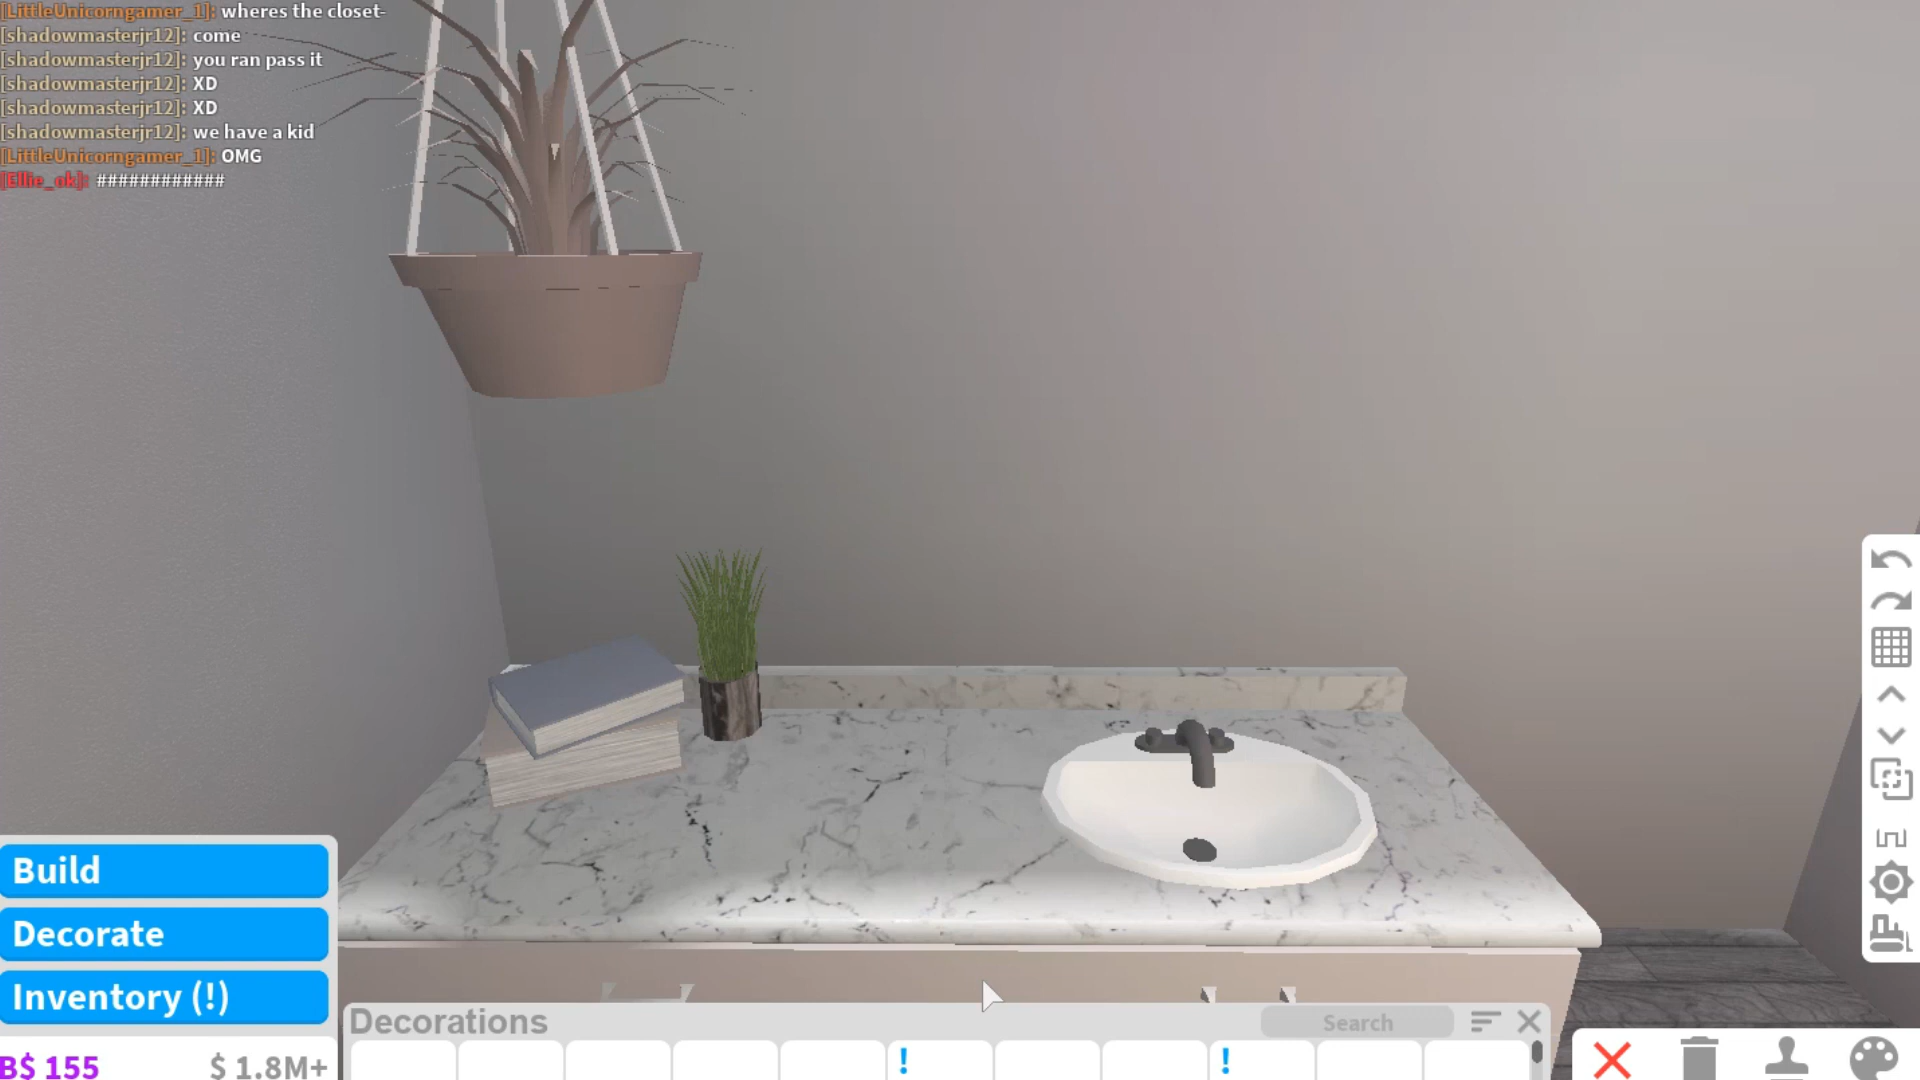 [LittleUnicorngamer_1]: wheres the closet-
[shadowmasterjr12]: come
[shadowmasterjr12]: you ran pass it
[shadowmasterjr12]: XD
[shadowmasterjr12]: XD
[shadowmasterjr12]: we have a kid
[LittleUnicorngamer_1]: OMG
[Ellie_ok]: ############
Build
Decorate
Inventory (!)
B$ 155 $ 1.8M+
Decorations
Search
! !